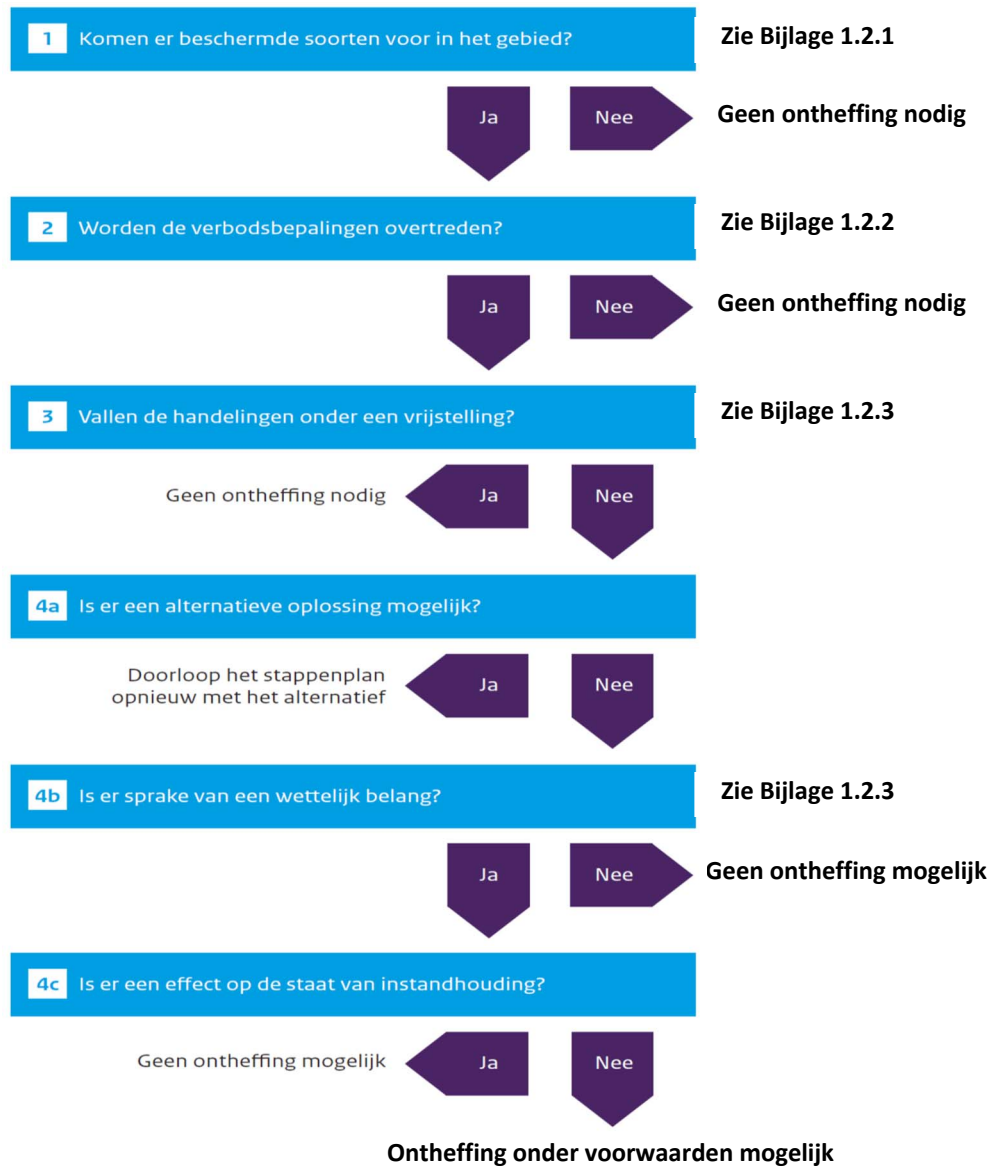 1 Komen er beschermde soorten voor in het gebied? Zie Bijlage 1.2.1
Ja Nee Geen ontheffing nodig
2 Worden de verbodsbepalingen overtreden? Zie Bijlage 1.2.2
Ja Nee Geen ontheffing nodig
3 Vallen de handelingen onder een vrijstelling? Zie Bijlage 1.2.3
Geen ontheffing nodig Ja Nee
4a Is er een alternatieve oplossing mogelijk?
Doorloop het stappenplan
opnieuw met het alternatief
Ja Nee
4b Is er sprake van een wettelijk belang? Zie Bijlage 1.2.3
Ja Nee Geen ontheffing mogelijk
4c Is er een effect op de staat van instandhouding?
Geen ontheffing mogelijk Ja Nee
Ontheffing onder voorwaarden mogelijk